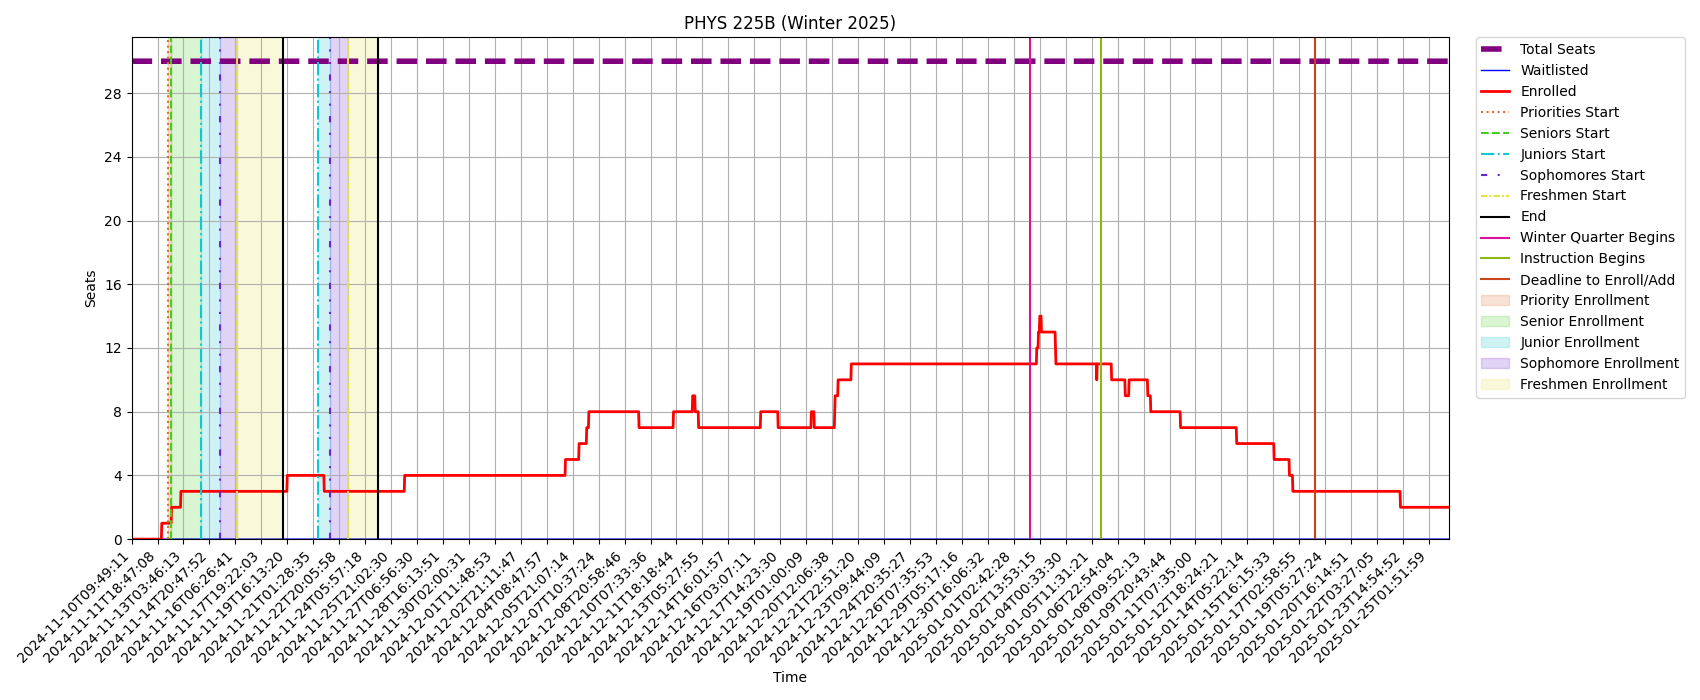 PHYS 225B (Winter 2025)
Seats
28
24
20
16
12
8
4
0
2024-11-10T09:49:11
2024-11-11T18:47:08
2024-11-13T03:46:13
2024-11-14T20:47:52
2024-11-16T06:26:41
2024-11-17T19:22:03
2024-11-19T16:13:20
2024-11-21T01:28:35
2024-11-22T20:05:58
2024-11-24T05:57:18
2024-11-25T21:02:30
2024-11-27T06:56:30
2024-11-28T16:13:51
2024-11-30T02:00:31
2024-12-01T11:48:53
2024-12-02T21:11:47
2024-12-04T08:47:57
2024-12-05T21:07:14
2024-12-07T10:37:24
2024-12-08T20:58:46
2024-12-10T07:33:36
2024-12-11T18:18:44
2024-12-13T05:27:55
2024-12-14T16:01:57
2024-12-16T03:07:11
2024-12-17T14:23:30
2024-12-19T01:00:09
2024-12-20T12:06:38
2024-12-21T22:51:20
2024-12-23T09:44:09
2024-12-24T20:35:27
2024-12-26T07:35:53
2024-12-29T05:17:16
2024-12-30T16:06:32
2025-01-01T02:42:28
2025-01-02T13:53:15
2025-01-04T00:33:30
2025-01-05T11:31:21
2025-01-06T22:54:04
2025-01-08T09:52:13
2025-01-09T20:43:44
2025-01-11T07:35:00
2025-01-12T18:24:21
2025-01-14T05:22:14
2025-01-15T16:15:33
2025-01-17T02:58:55
2025-01-19T05:27:24
2025-01-20T16:14:51
2025-01-22T03:27:05
2025-01-23T14:54:52
2025-01-25T01:51:59
Time
Total Seats
Waitlisted
Enrolled
Priorities Start
Seniors Start
Juniors Start
Sophomores Start
Freshmen Start
End
Winter Quarter Begins
Instruction Begins
Deadline to Enroll/Add
Priority Enrollment
Senior Enrollment
Junior Enrollment
Sophomore Enrollment
Freshmen Enrollment